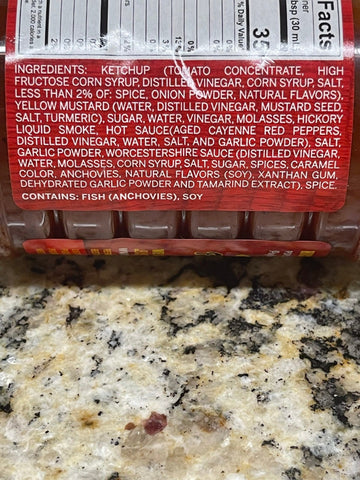 Facts
% Daily Value
35
INGREDIENTS: KETCHUP (TOMATO CONCENTRATE, HIGH
FRUCTOSE CORN SYRUP, DISTILLED VINEGAR, CORN SYRUP, SALT,
LESS THAN 2% OF: SPICE, ONION POWDER, NATURAL FLAVORS),
YELLOW MUSTARD (WATER, DISTILLED VINEGAR, MUSTARD SEED,
SALT, TURMERIC), SUGAR, WATER, VINEGAR, MOLASSES, HICKORY
LIQUID SMOKE, HOT SAUCE(AGED CAYENNE RED PEPPERS,
DISTILLED VINEGAR, WATER, SALT, AND GARLIC POWDER), SALT,
GARLIC POWDER, WORCESTERSHIRE SAUCE (DISTILLED VINEGAR,
WATER, MOLASSES, CORN SYRUP, SALT, SUGAR, SPICES, CARAMEL
COLOR, ANCHOVIES, NATURAL FLAVORS (SOY), XANTHAN GUM,
DEHYDRATED GARLIC POWDER AND TAMARIND EXTRACT), SPICE.
CONTAINS: FISH (ANCHOVIES), SOY